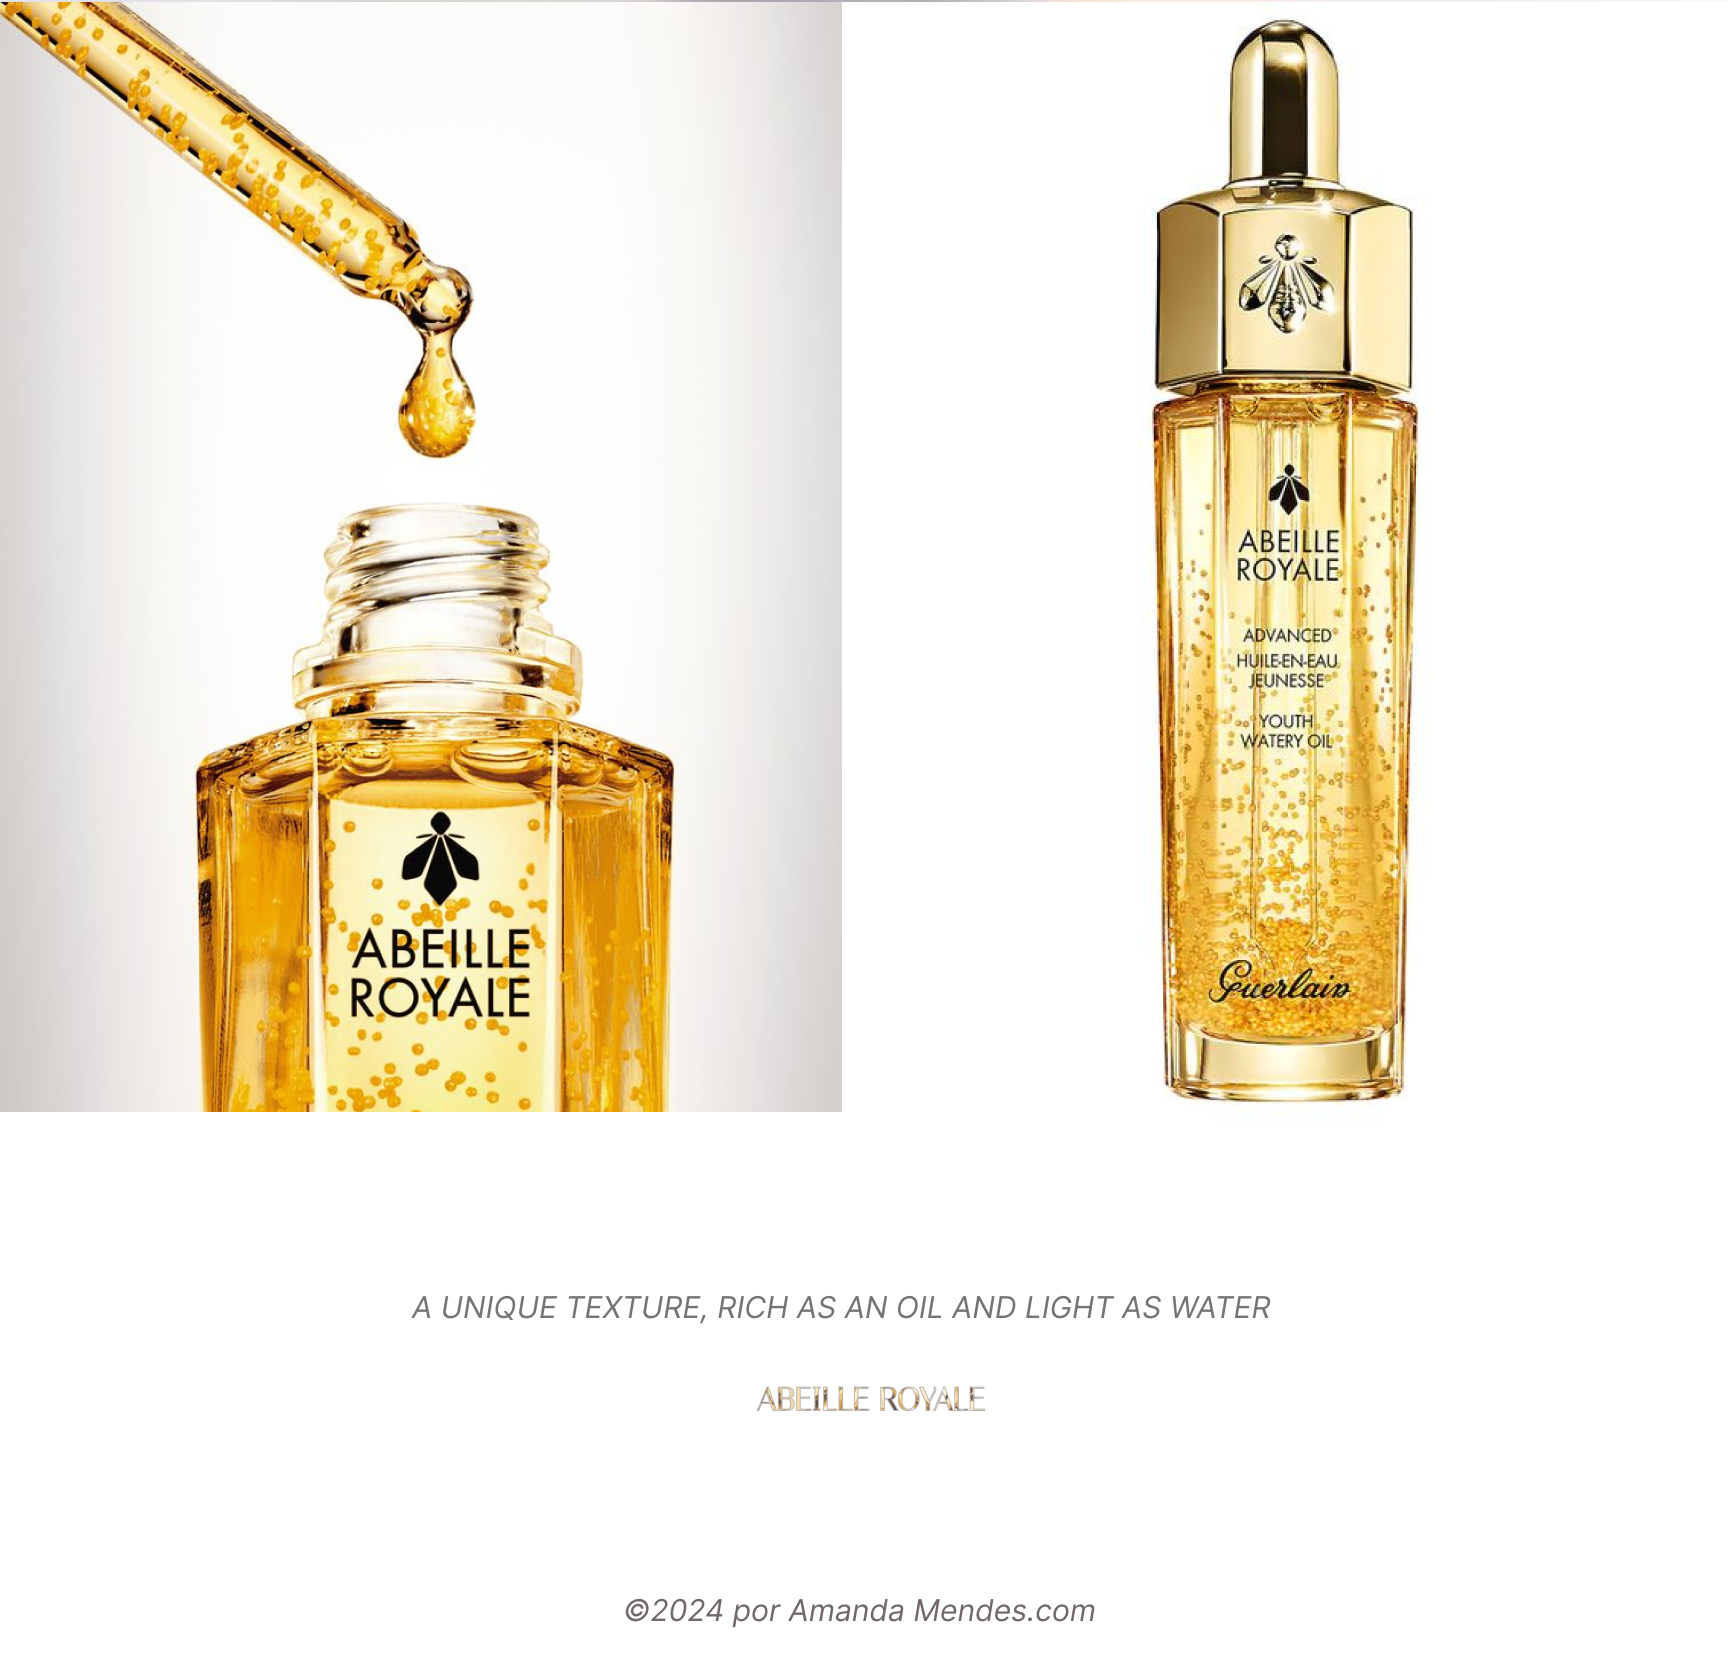 ABEILLE
ROYALE
ABEILLE
ROYALE
ADVANCED
HUILE-EN-EAU
JEUNESSE
YOUTH
WATERY OIL
Guerlain
A UNIQUE TEXTURE, RICH AS AN OIL AND LIGHT AS WATER
ABEILLE ROYALE
©2024 por Amanda Mendes.com